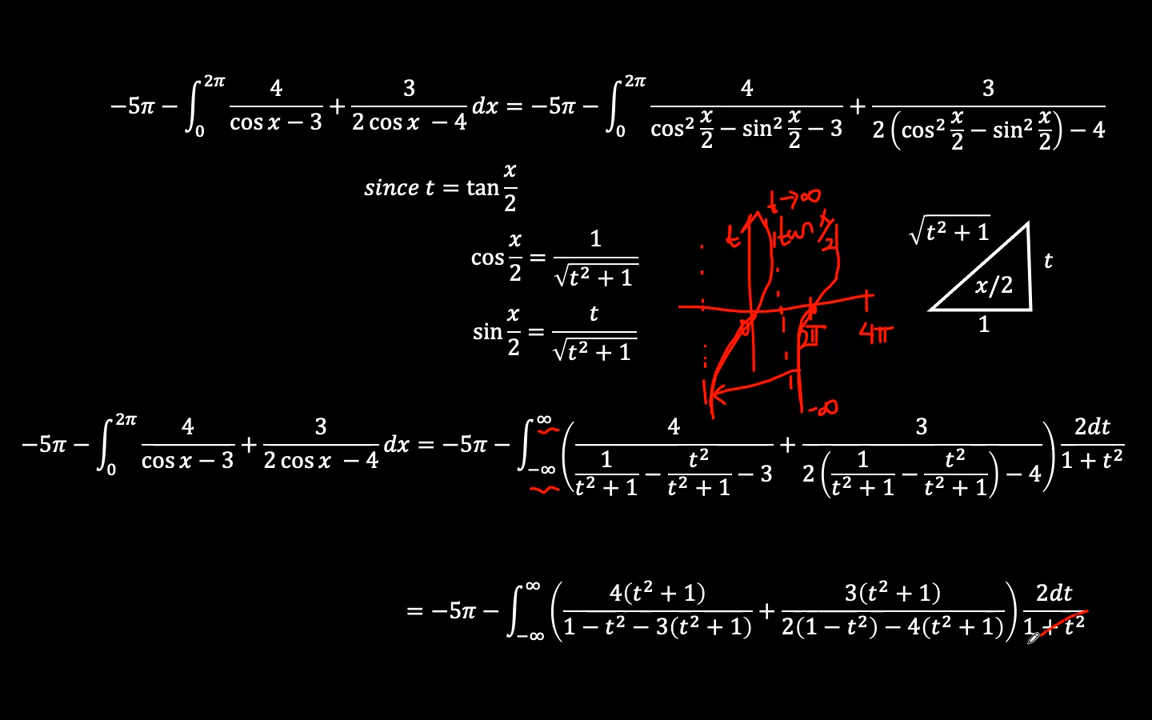 −5π − ∫₀^{2π} 4/(cos x − 3) + 3/(2 cos x − 4) dx = −5π − ∫₀^{2π} 4/(cos² x/2 − sin² x/2 − 3) + 3/(2(cos² x/2 − sin² x/2) − 4)
since t = tan x/2
t→∞
t
tan x/2
√(t² + 1)
cos x/2 = 1/√(t² + 1)
t
x/2
1
sin x/2 = t/√(t² + 1)
0
2π
4π
−∞
−5π − ∫₀^{2π} 4/(cos x − 3) + 3/(2 cos x − 4) dx = −5π − ∫_{−∞}^{∞} (4/(1/(t² + 1) − t²/(t² + 1) − 3) + 3/(2(1/(t² + 1) − t²/(t² + 1)) − 4)) 2dt/(1 + t²)
= −5π − ∫_{−∞}^{∞} (4(t² + 1)/(1 − t² − 3(t² + 1)) + 3(t² + 1)/(2(1 − t²) − 4(t² + 1))) 2dt/(1 + t²)